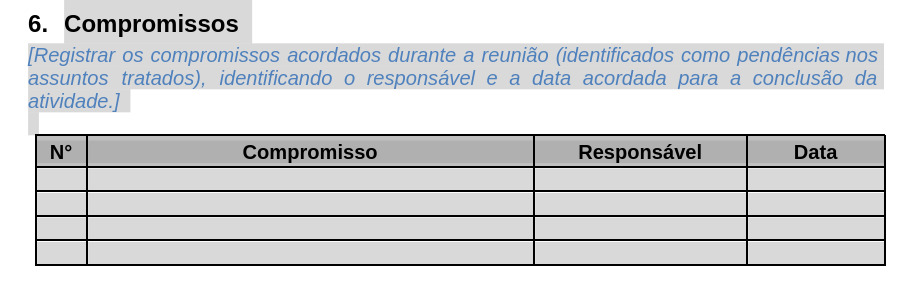 6. Compromissos
[Registrar os compromissos acordados durante a reunião (identificados como pendências nos
assuntos tratados), identificando o responsável e a data acordada para a conclusão da
atividade.]
N° Compromisso Responsável Data